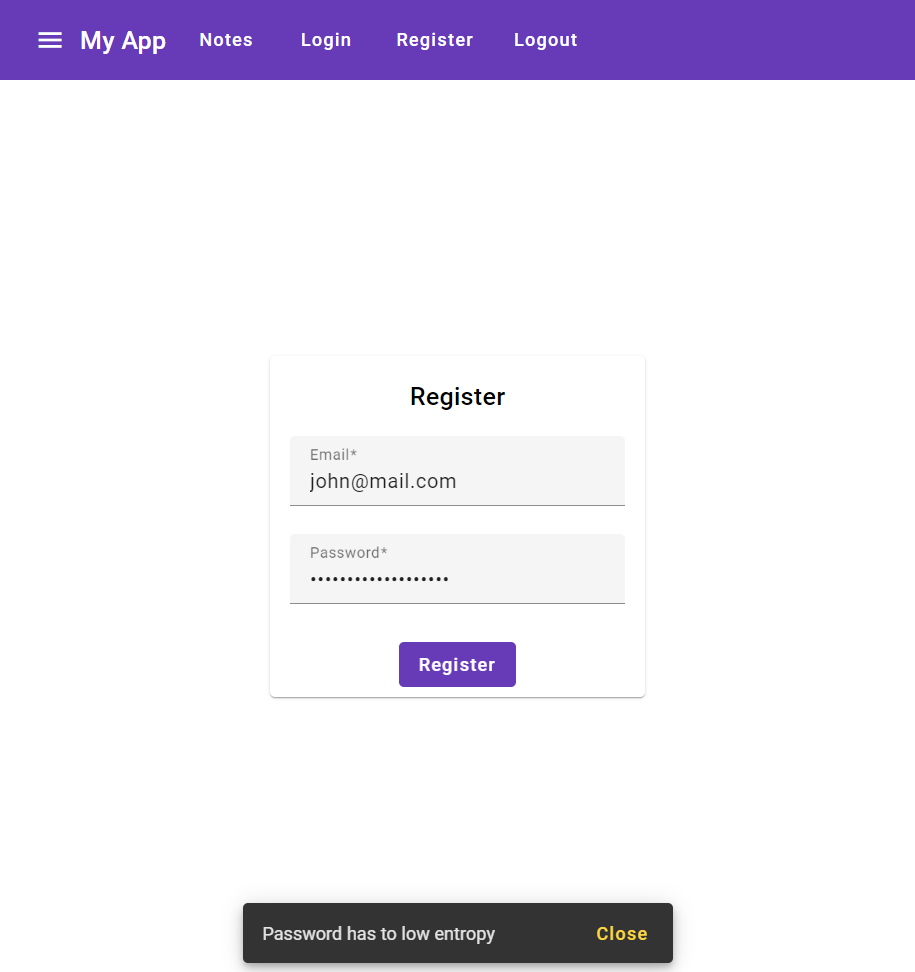 My App Notes Login Register Logout
Register
Email*
john@mail.com
Password*
•••••••••••••••••••
Register
Password has to low entropy Close